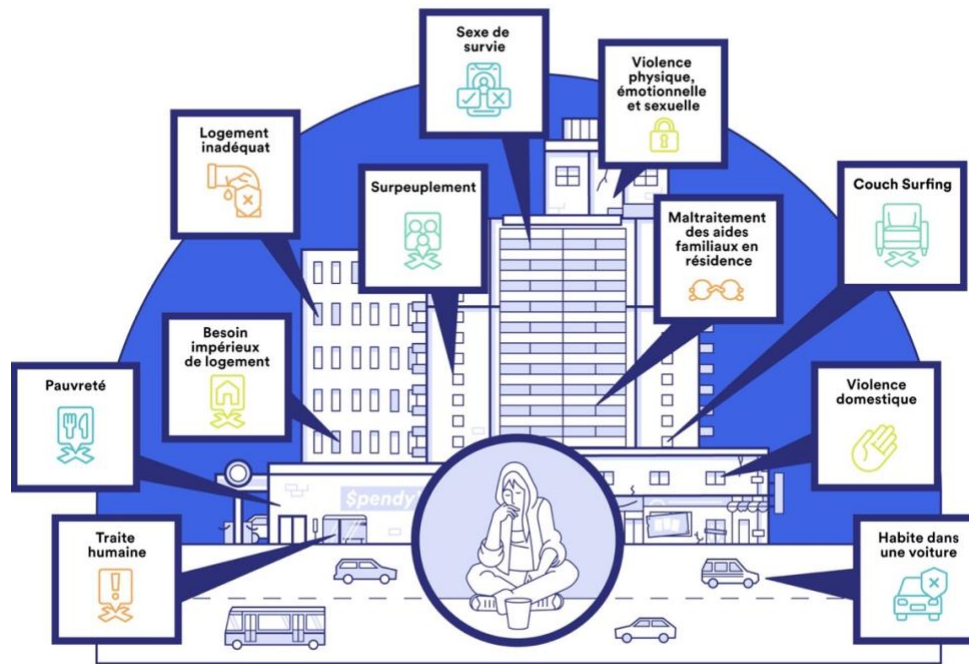 Sexe de
survie
Violence
physique,
émotionnelle
et sexuelle
Logement
inadéquat
Surpeuplement
Couch Surfing
Maltraitement
des aides
familiaux en
résidence
Besoin
impérieux
de logement
Pauvreté
Violence
domestique
$pendy
Traite
humaine
Habite dans
une voiture